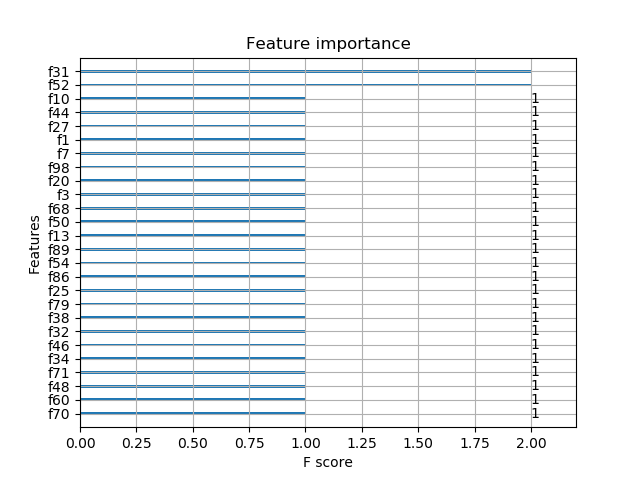 Feature importance
f31
f52
f10 1
f44 1
f27 1
f1 1
f7 1
f98 1
f20 1
f3 1
f68 1
f50 1
f13 1
f89 1
f54 1
f86 1
f25 1
f79 1
f38 1
f32 1
f46 1
f34 1
f71 1
f48 1
f60 1
f70 1
Features
0.00 0.25 0.50 0.75 1.00 1.25 1.50 1.75 2.00
F score